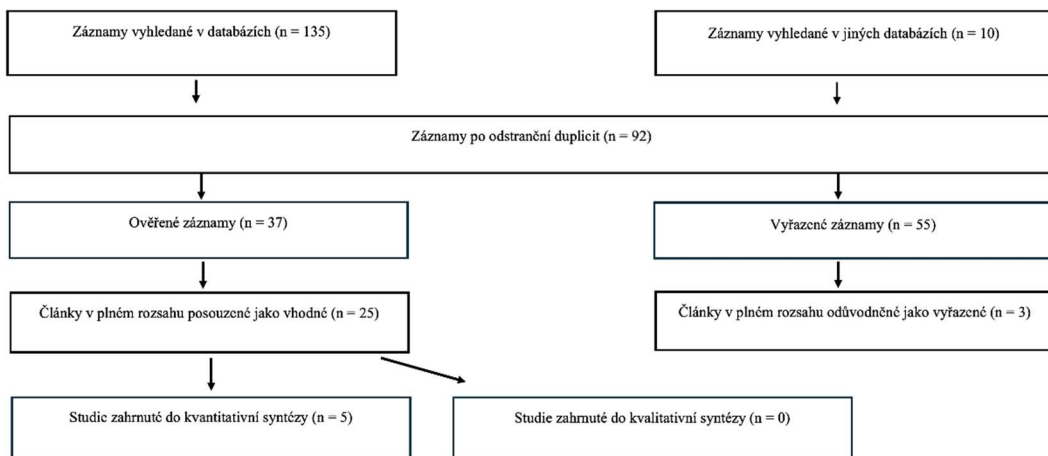 Záznamy vyhledané v databázích (n = 135)
Záznamy vyhledané v jiných databázích (n = 10)
Záznamy po odstranční duplicit (n = 92)
Ověřené záznamy (n = 37)
Vyřazené záznamy (n = 55)
Články v plném rozsahu posouzené jako vhodné (n = 25)
Články v plném rozsahu odůvodněné jako vyřazené (n = 3)
Studie zahrnuté do kvantitativní syntézy (n = 5)
Studie zahrnuté do kvalitativní syntézy (n = 0)